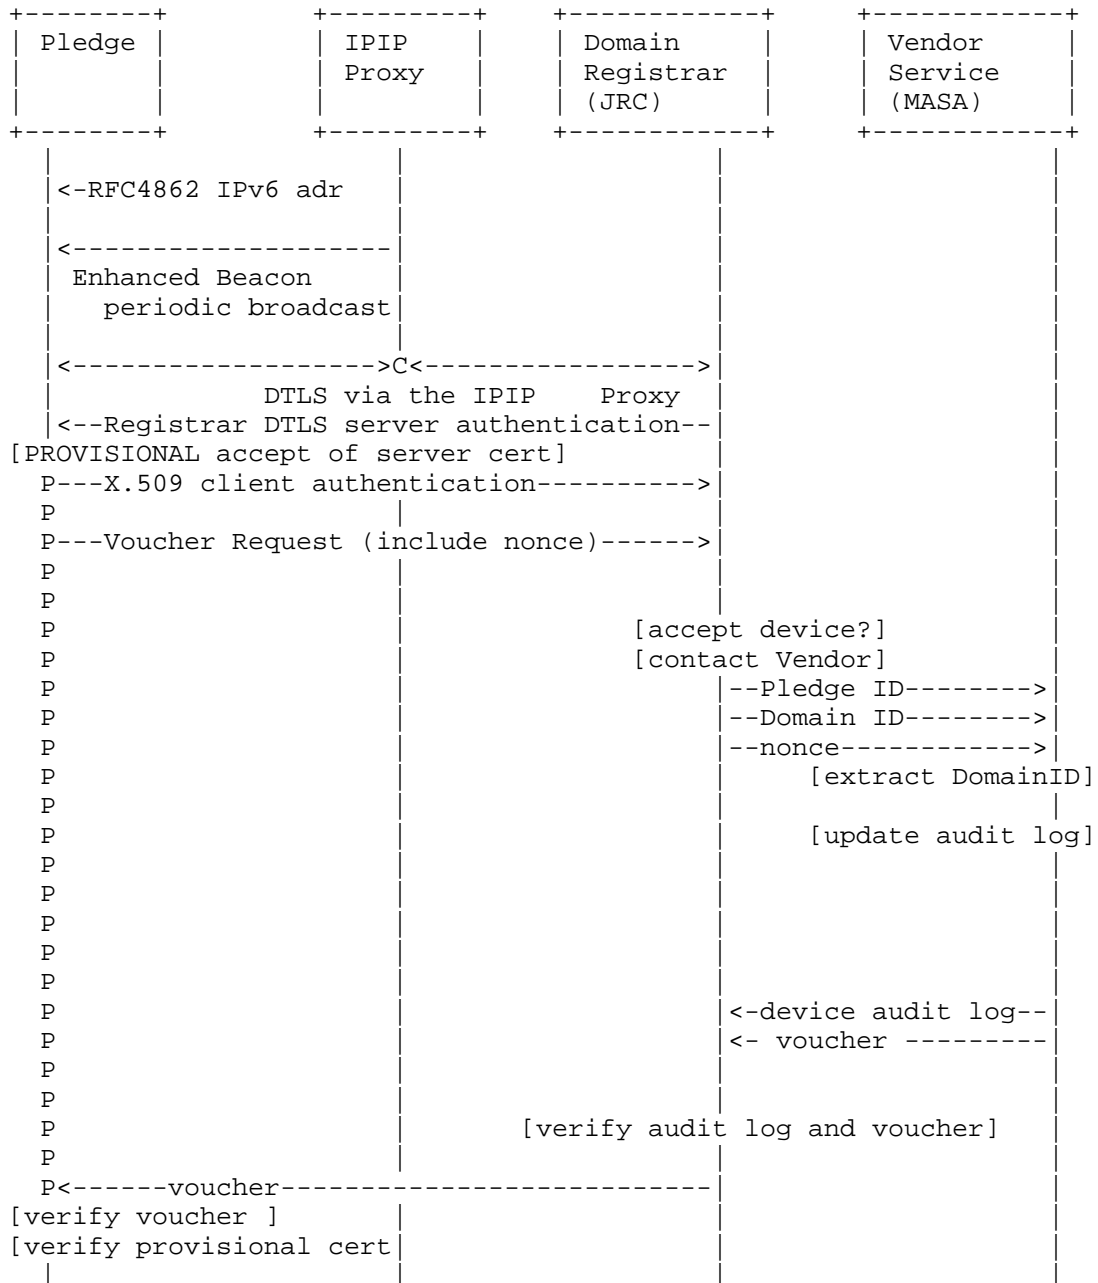 +--------+         +---------+    +------------+     +------------+
| Pledge |         | IPIP    |    | Domain     |     | Vendor     |
|        |         | Proxy   |    | Registrar  |     | Service    |
|        |         |         |    | (JRC)      |     | (MASA)     |
+--------+         +---------+    +------------+     +------------+
  |                     |                   |                    |
  |<-RFC4862 IPv6 adr   |                   |                    |
  |                     |                   |                    |
  |<--------------------|                   |                    |
  | Enhanced Beacon     |                   |                    |
  |   periodic broadcast|                   |                    |
  |                     |                   |                    |
  |<------------------->C<----------------->|                    |
  |             DTLS via the IPIP    Proxy  |                    |
  |<--Registrar DTLS server authentication--|                    |
[PROVISIONAL accept of server cert]         |                    |
  P---X.509 client authentication---------->|                    |
  P                     |                   |                    |
  P---Voucher Request (include nonce)------>|                    |
  P                     |                   |                    |
  P                     |                   |                    |
  P                     |              [accept device?]          |
  P                     |              [contact Vendor]          |
  P                     |                   |--Pledge ID-------->|
  P                     |                   |--Domain ID-------->|
  P                     |                   |--nonce------------>|
  P                     |                   |     [extract DomainID]
  P                     |                   |                    |
  P                     |                   |     [update audit log]
  P                     |                   |                    |
  P                     |                   |                    |
  P                     |                   |                    |
  P                     |                   |                    |
  P                     |                   |                    |
  P                     |                   |<-device audit log--|
  P                     |                   |<- voucher ---------|
  P                     |                   |                    |
  P                     |                   |                    |
  P                     |       [verify audit log and voucher]   |
  P                     |                   |                    |
  P<------voucher---------------------------|                    |
[verify voucher ]       |                   |                    |
[verify provisional cert|                   |                    |
  |                     |                   |                    |